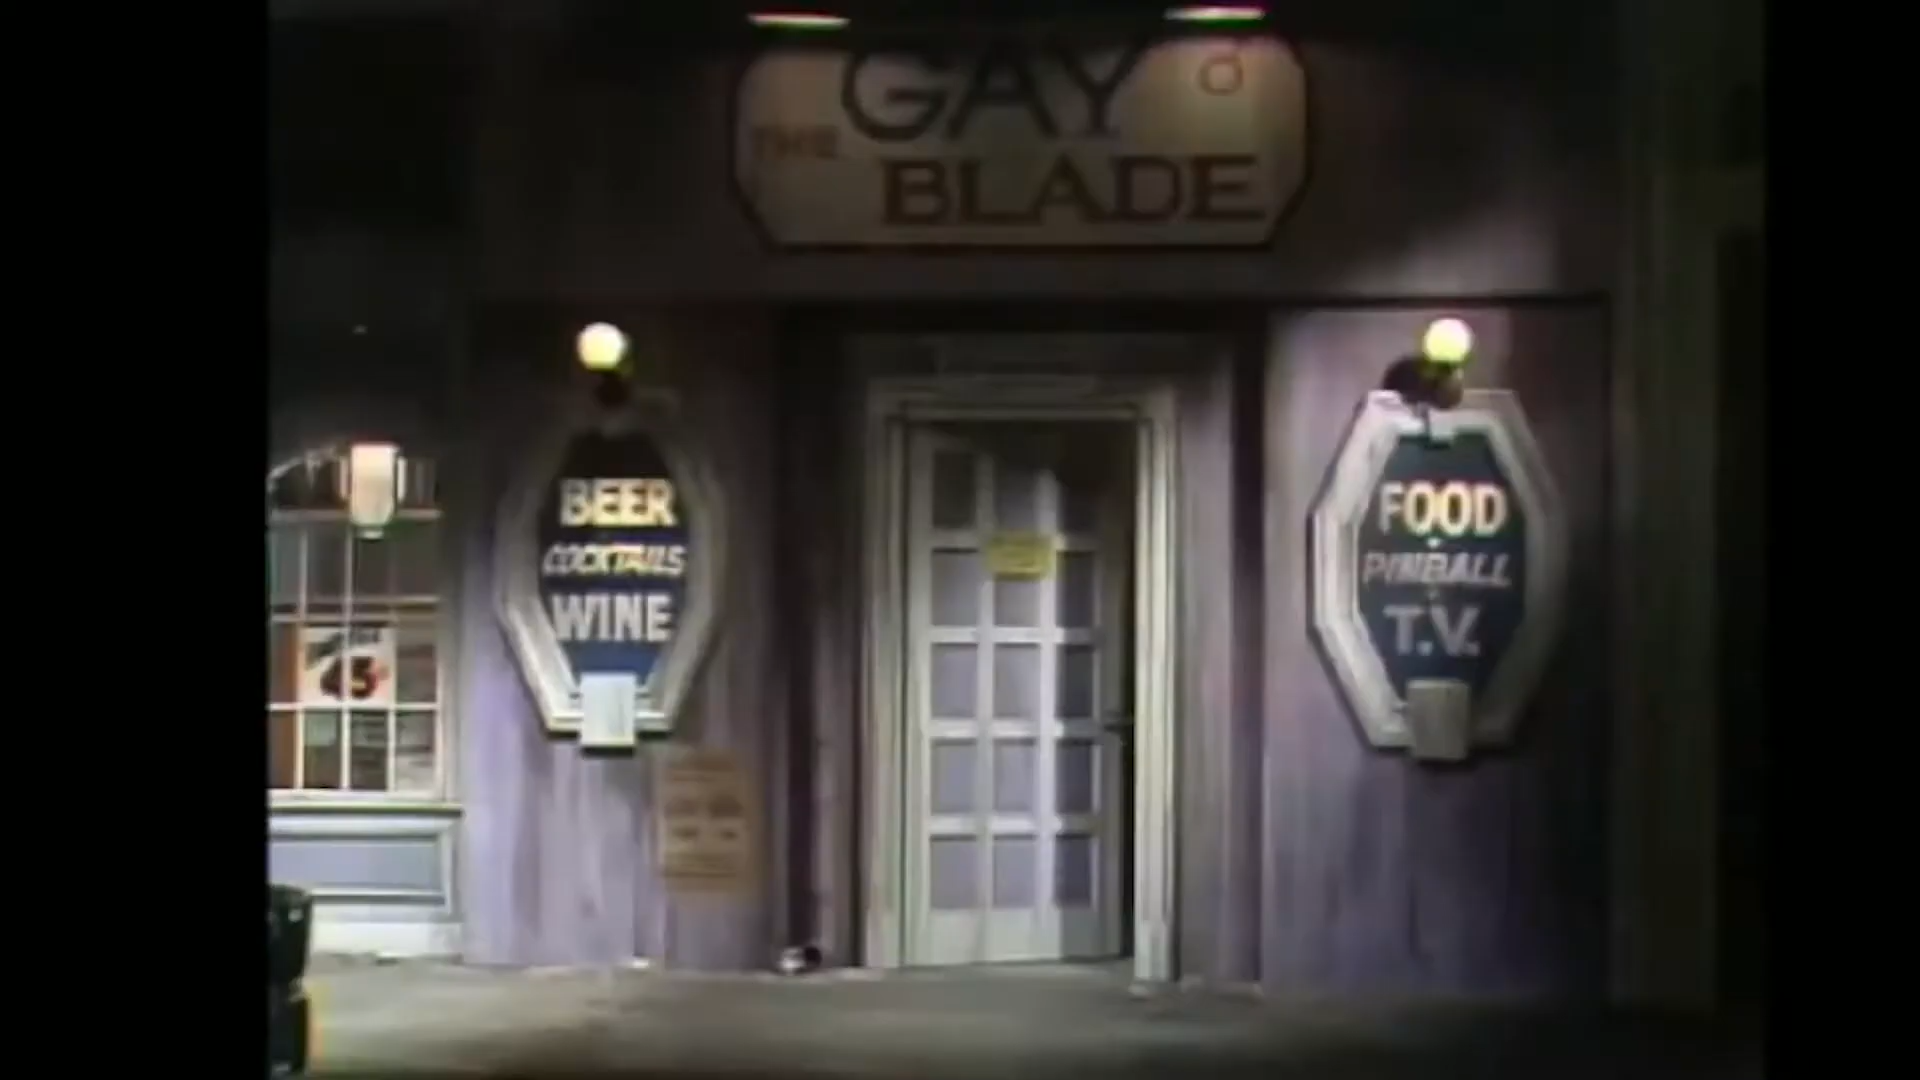 THE GAY
BLADE
BEER
COCKTAILS
WINE
FOOD
PINBALL
T.V.
45